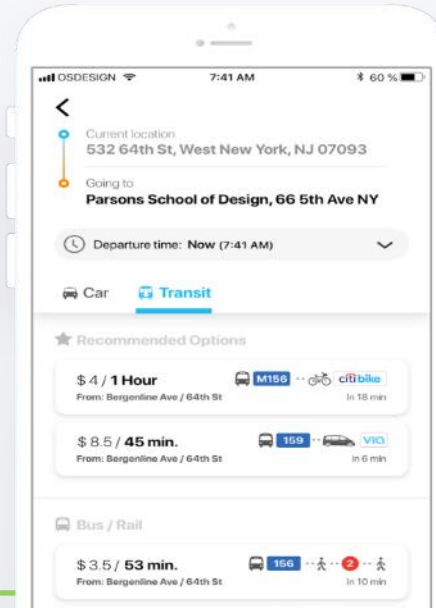 OSDESIGN 7:41 AM 60 %
Current location
532 64th St, West New York, NJ 07093
Going to
Parsons School of Design, 66 5th Ave NY
Departure time: Now (7:41 AM)
Car Transit
Recommended Options
$ 4 / 1 Hour M156 citibike
From: Bergenline Ave / 64th St In 18 min
$ 8.5 / 45 min. 159 VIA
From: Bergenline Ave / 64th St In 6 min
Bus / Rail
$ 3.5 / 53 min. 156 2
From: Bergenline Ave / 64th St In 10 min